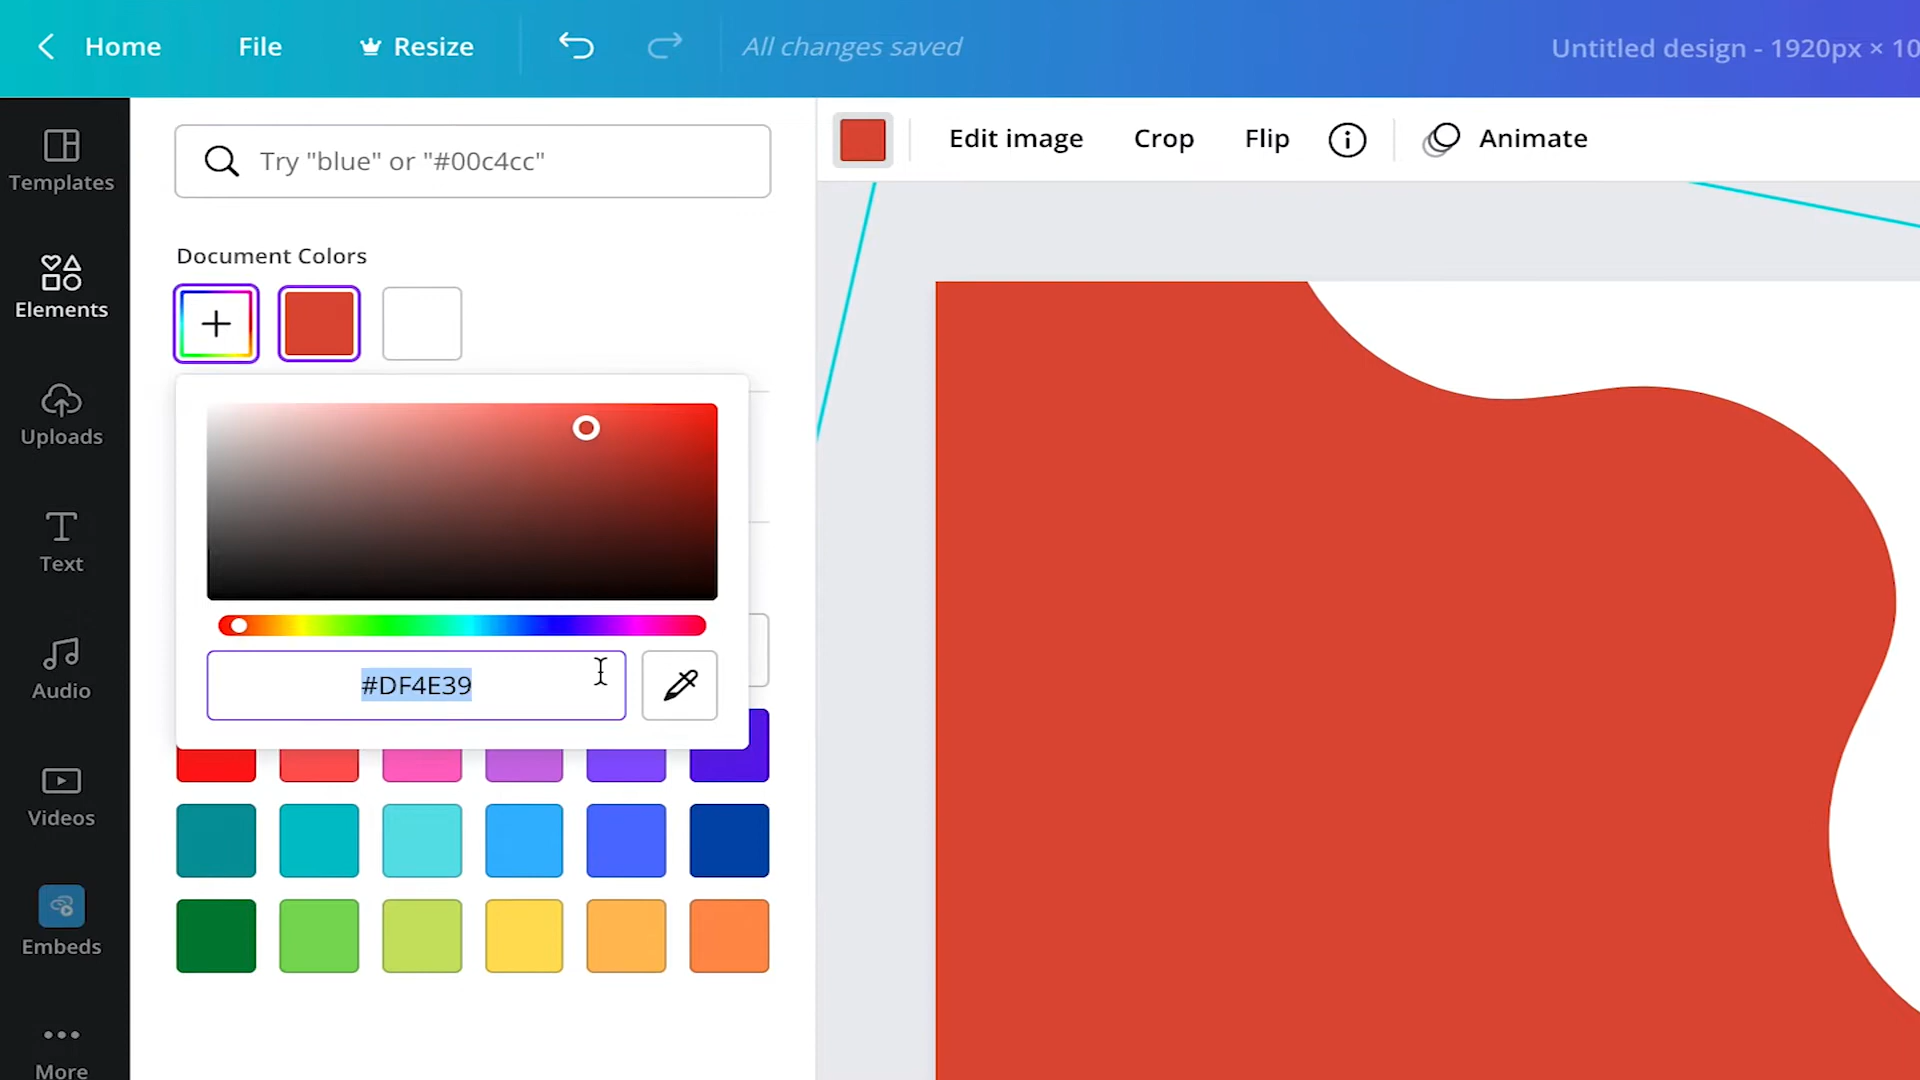 Home File Resize All changes saved Untitled design - 1920px × 10
Templates
Elements
Uploads
Text
Audio
Videos
Embeds
More
Try "blue" or "#00c4cc"
Document Colors
#DF4E39
Edit image Crop Flip Animate